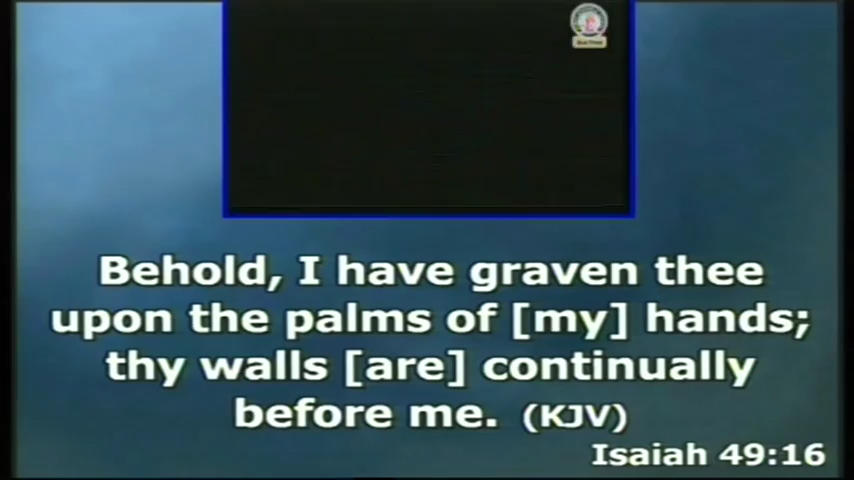 Behold, I have graven thee
upon the palms of [my] hands;
thy walls [are] continually
before me. (KJV)
Isaiah 49:16